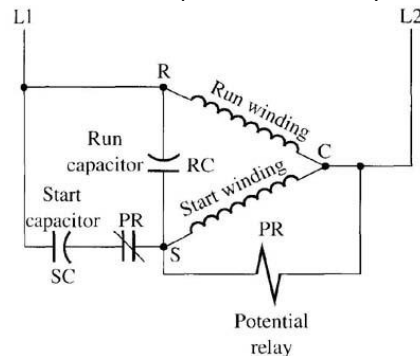 L1
L2
R
Run winding
Run
capacitor
RC
C
Start winding
Start
capacitor
PR
PR
S
SC
Potential
relay